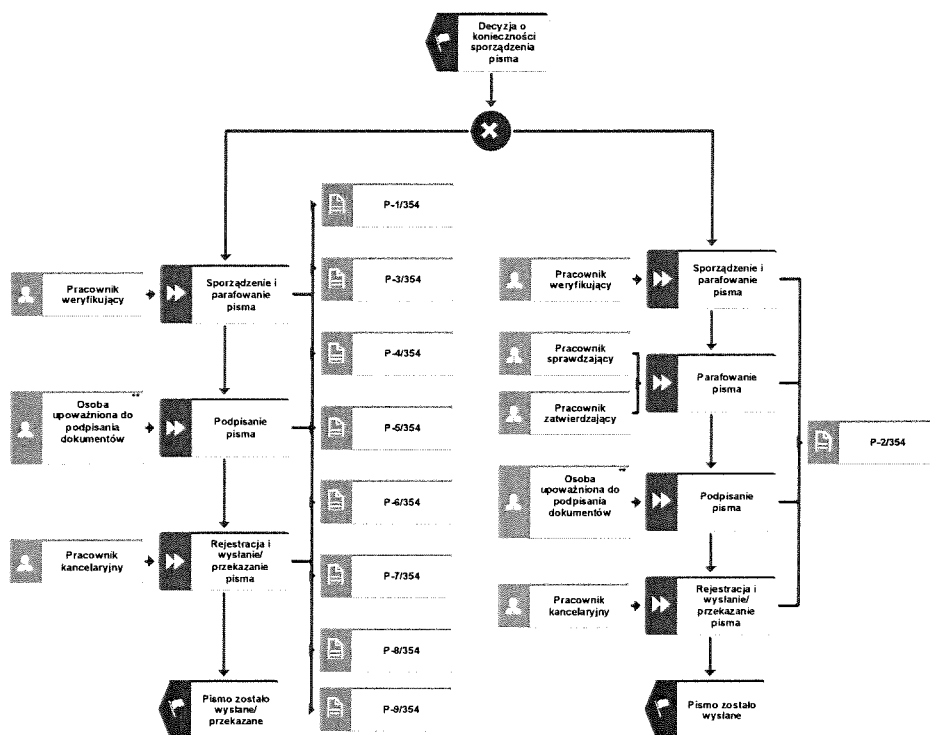 Decyzja o
konieczności
sporządzenia
pisma
P-1/354
P-3/354
P-4/354
P-5/354
P-6/354
P-7/354
P-8/354
P-9/354
Pracownik
weryfikujący
Sporządzenie i
parafowanie
pisma
Osoba **
upoważniona do
podpisania
dokumentów
Podpisanie
pisma
Pracownik
kancelaryjny
Rejestracja i
wysłanie/
przekazanie
pisma
Pismo zostało
wysłane/
przekazane
Pracownik
weryfikujący
Sporządzenie i
parafowanie
pisma
Pracownik
sprawdzający
Pracownik
zatwierdzający
Parafowanie
pisma
P-2/354
Osoba **
upoważniona do
podpisania
dokumentów
Podpisanie
pisma
Pracownik
kancelaryjny
Rejestracja i
wysłanie/
przekazanie
pisma
Pismo zostało
wysłane